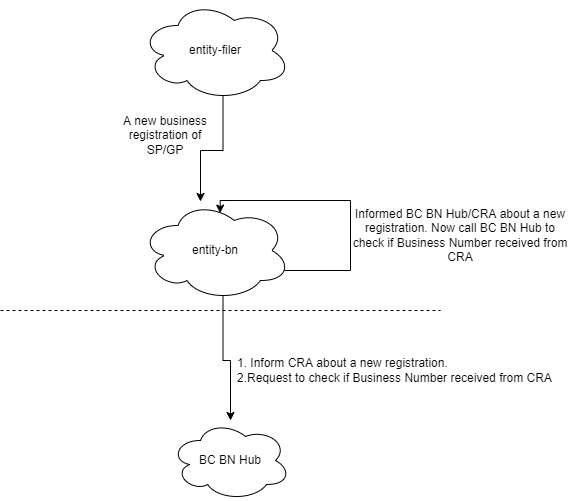 entity-filer
A new business
registration of
SP/GP
Informed BC BN Hub/CRA about a new
registration. Now call BC BN Hub to
check if Business Number received from
CRA
entity-bn
1. Inform CRA about a new registration.
2.Request to check if Business Number received from CRA
BC BN Hub